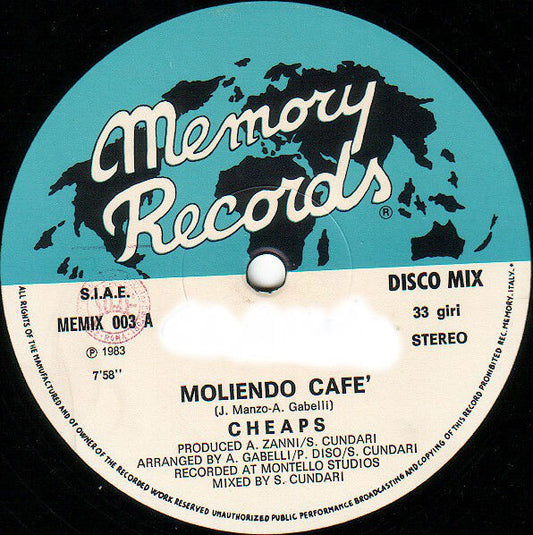 Memory
Records
®
S.I.A.E.
MEMIX 003 A
℗ 1983
7'58''
DISCO MIX
33 giri
STEREO
MOLIENDO CAFE'
(J. Manzo-A. Gabelli)
CHEAPS
PRODUCED A. ZANNI/S. CUNDARI
ARRANGED BY A. GABELLI/P. DISO/S. CUNDARI
RECORDED AT MONTELLO STUDIOS
MIXED BY S. CUNDARI
ALL RIGHTS OF THE MANUFACTURED AND OF OWNER OF THE RECORDED WORK RESERVED UNAUTHORIZED PUBLIC PERFORMANCE BROADCASTING AND COPYING OF THIS RECORD PROHIBITED REC. MEMORY. ITALY.